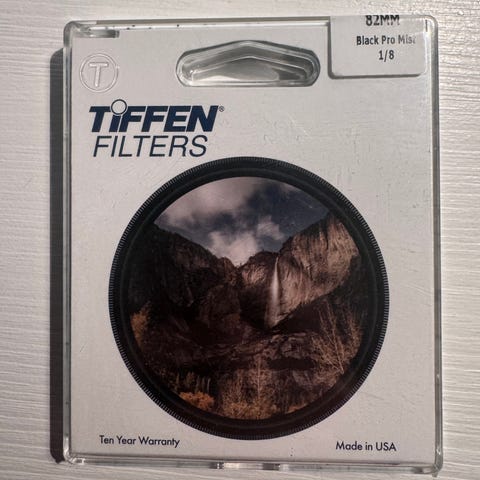 82MM
Black Pro Mist
1/8
T
TIFFEN®
FILTERS
Ten Year Warranty
Made in USA